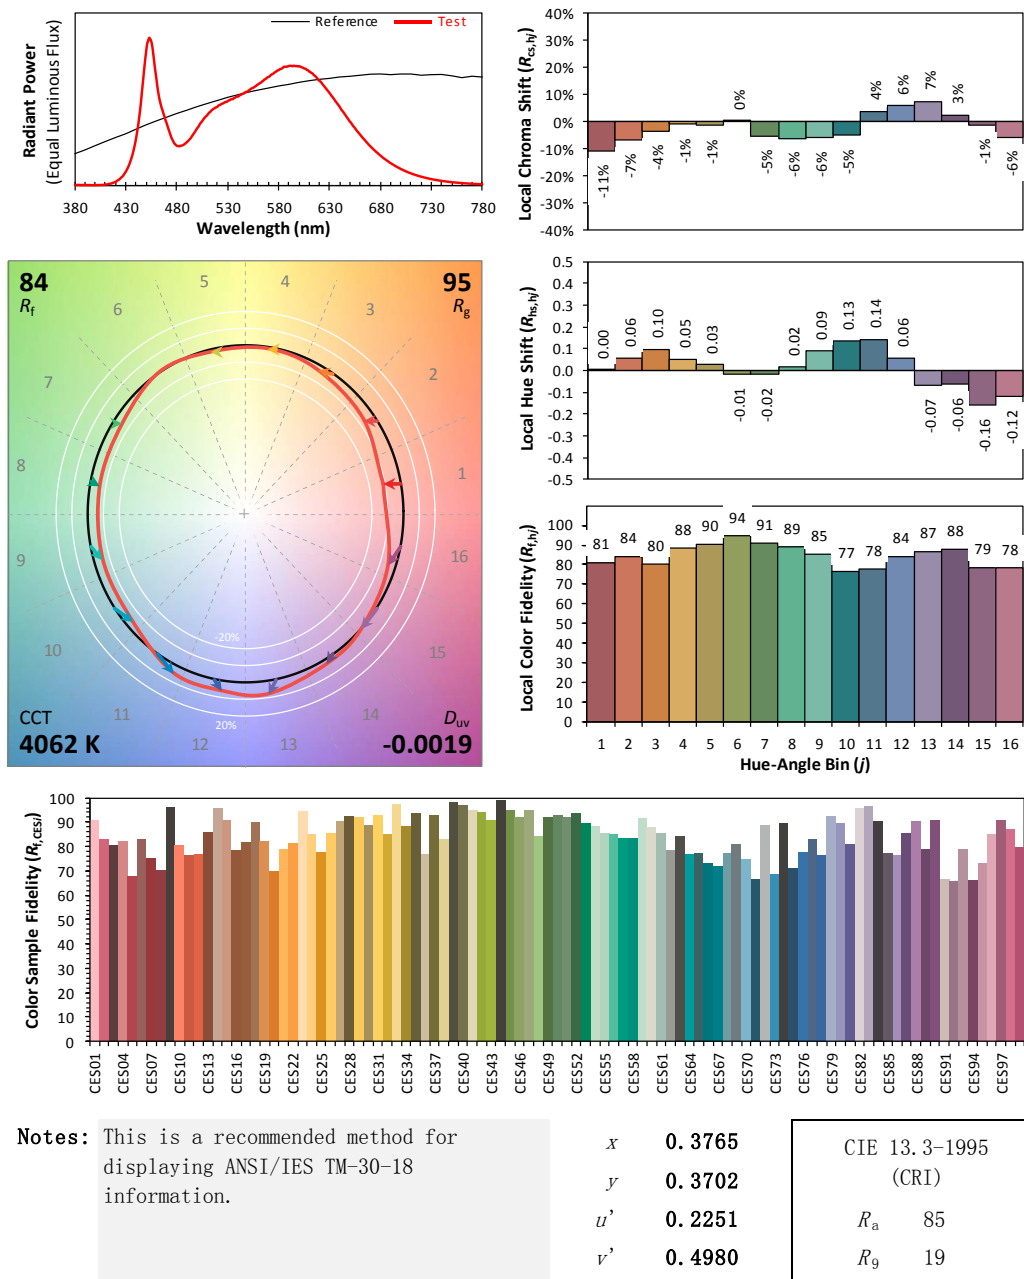 Reference Test
Radiant Power
(Equal Luminous Flux)
380 430 480 530 580 630 680 730 780
Wavelength (nm)
Local Chroma Shift (Rcs,hj)
40%
30%
20%
10%
0%
-10%
-20%
-30%
-40%
-11% -7% -4% -1% -1% 0% -5% -6% -6% -5% 4% 6% 7% 3% -1% -6%
84
Rf
95
Rg
1
2
3
4
5
6
7
8
9
10
11
12
13
14
15
16
-20%
20%
CCT
4062 K
Duv
-0.0019
Local Hue Shift (Rhs,hj)
0.5
0.4
0.3
0.2
0.1
0.0
-0.1
-0.2
-0.3
-0.4
-0.5
0.00 0.06 0.10 0.05 0.03 -0.01 -0.02 0.02 0.09 0.13 0.14 0.06 -0.07 -0.06 -0.16 -0.12
Local Color Fidelity (Rf,hj)
100
90
80
70
60
50
40
30
20
10
0
81 84 80 88 90 94 91 89 85 77 78 84 87 88 79 78
1 2 3 4 5 6 7 8 9 10 11 12 13 14 15 16
Hue-Angle Bin (j)
Color Sample Fidelity (Rf,CESi)
100
90
80
70
60
50
40
30
20
10
0
CES01 CES04 CES07 CES10 CES13 CES16 CES19 CES22 CES25 CES28 CES31 CES34 CES37 CES40 CES43 CES46 CES49 CES52 CES55 CES58 CES61 CES64 CES67 CES70 CES73 CES76 CES79 CES82 CES85 CES88 CES91 CES94 CES97
Notes: This is a recommended method for
displaying ANSI/IES TM-30-18
information.
x 0.3765
y 0.3702
u' 0.2251
v' 0.4980
CIE 13.3-1995
(CRI)
Ra 85
R9 19